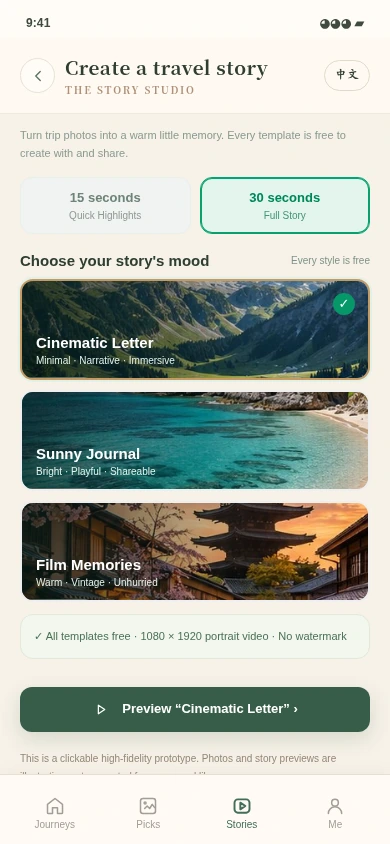 9:41
Create a travel story
THE STORY STUDIO
中文
Turn trip photos into a warm little memory. Every template is free to
create with and share.
15 seconds
Quick Highlights
30 seconds
Full Story
Choose your story's mood
Every style is free
✓
Cinematic Letter
Minimal · Narrative · Immersive
Sunny Journal
Bright · Playful · Shareable
Film Memories
Warm · Vintage · Unhurried
✓ All templates free · 1080 × 1920 portrait video · No watermark
Preview “Cinematic Letter” ›
This is a clickable high-fidelity prototype. Photos and story previews are
Journeys
Picks
Stories
Me